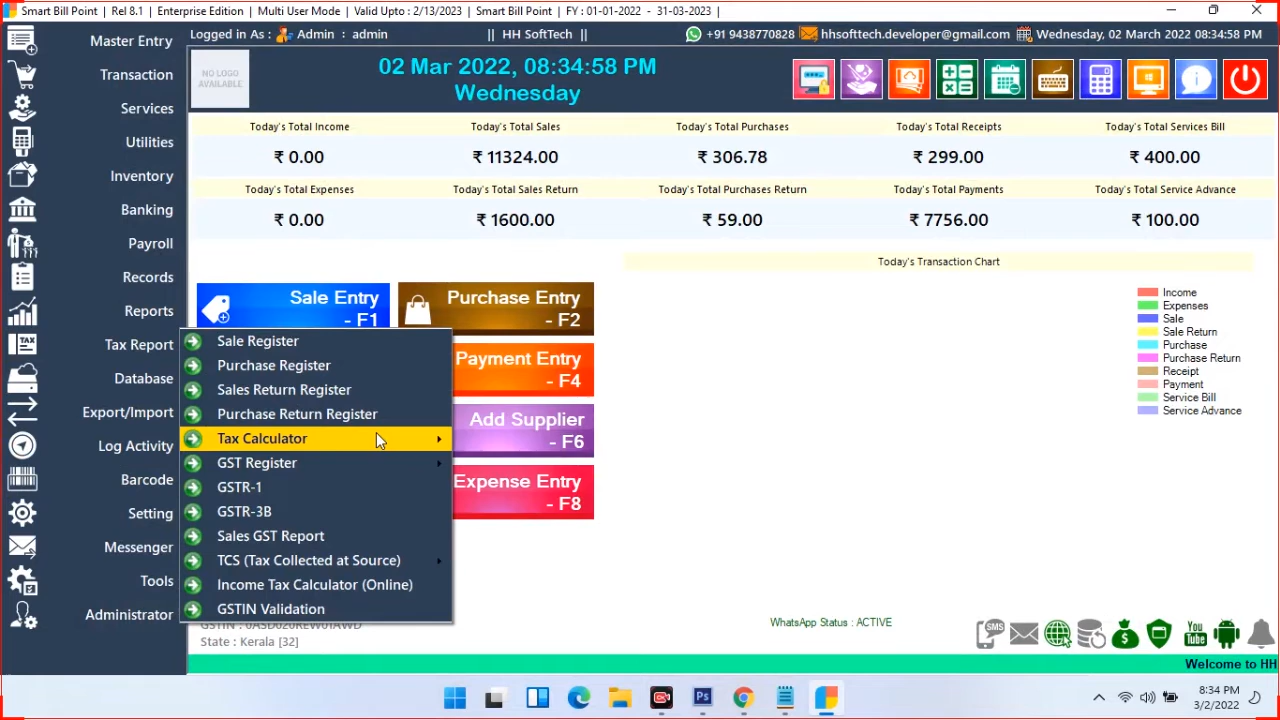 Smart Bill Point | Rel 8.1 | Enterprise Edition | Multi User Mode | Valid Upto : 2/13/2023 | Smart Bill Point | FY : 01-01-2022 - 31-03-2023 |
Master Entry
Transaction
Services
Utilities
Inventory
Banking
Payroll
Records
Reports
Tax Report
Database
Export/Import
Log Activity
Barcode
Setting
Messenger
Tools
Administrator
Logged in As : Admin : admin
|| HH SoftTech ||
+91 9438770828
hhsofttech.developer@gmail.com
Wednesday, 02 March 2022 08:34:58 PM
NO LOGO
AVAILABLE
02 Mar 2022, 08:34:58 PM
Wednesday
Today's Total Income
Today's Total Sales
Today's Total Purchases
Today's Total Receipts
Today's Total Services Bill
₹ 0.00
₹ 11324.00
₹ 306.78
₹ 299.00
₹ 400.00
Today's Total Expenses
Today's Total Sales Return
Today's Total Purchases Return
Today's Total Payments
Today's Total Service Advance
₹ 0.00
₹ 1600.00
₹ 59.00
₹ 7756.00
₹ 100.00
Today's Transaction Chart
Sale Entry
- F1
Purchase Entry
- F2
Payment Entry
- F4
Add Supplier
- F6
Expense Entry
- F8
Sale Register
Purchase Register
Sales Return Register
Purchase Return Register
Tax Calculator
GST Register
GSTR-1
GSTR-3B
Sales GST Report
TCS (Tax Collected at Source)
Income Tax Calculator (Online)
GSTIN Validation
Income
Expenses
Sale
Sale Return
Purchase
Purchase Return
Receipt
Payment
Service Bill
Service Advance
State : Kerala [32]
WhatsApp Status : ACTIVE
TAX
SMS
You
Tube
Welcome to HH
Ps
8:34 PM
3/2/2022